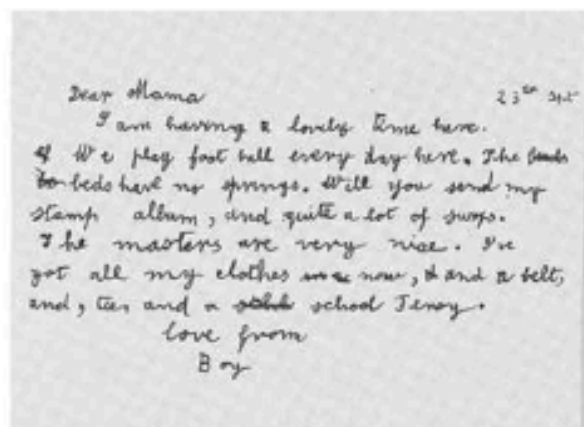 Dear Mama 23rd Sept
I am having a lovely time here.
We play foot ball every day here. The
beds have no springs. Will you send my
stamp album, and quite a lot of swops.
The masters are very nice. I've
got all my clothes now, and a belt,
and, ties and a school Jersy.
love from
Boy